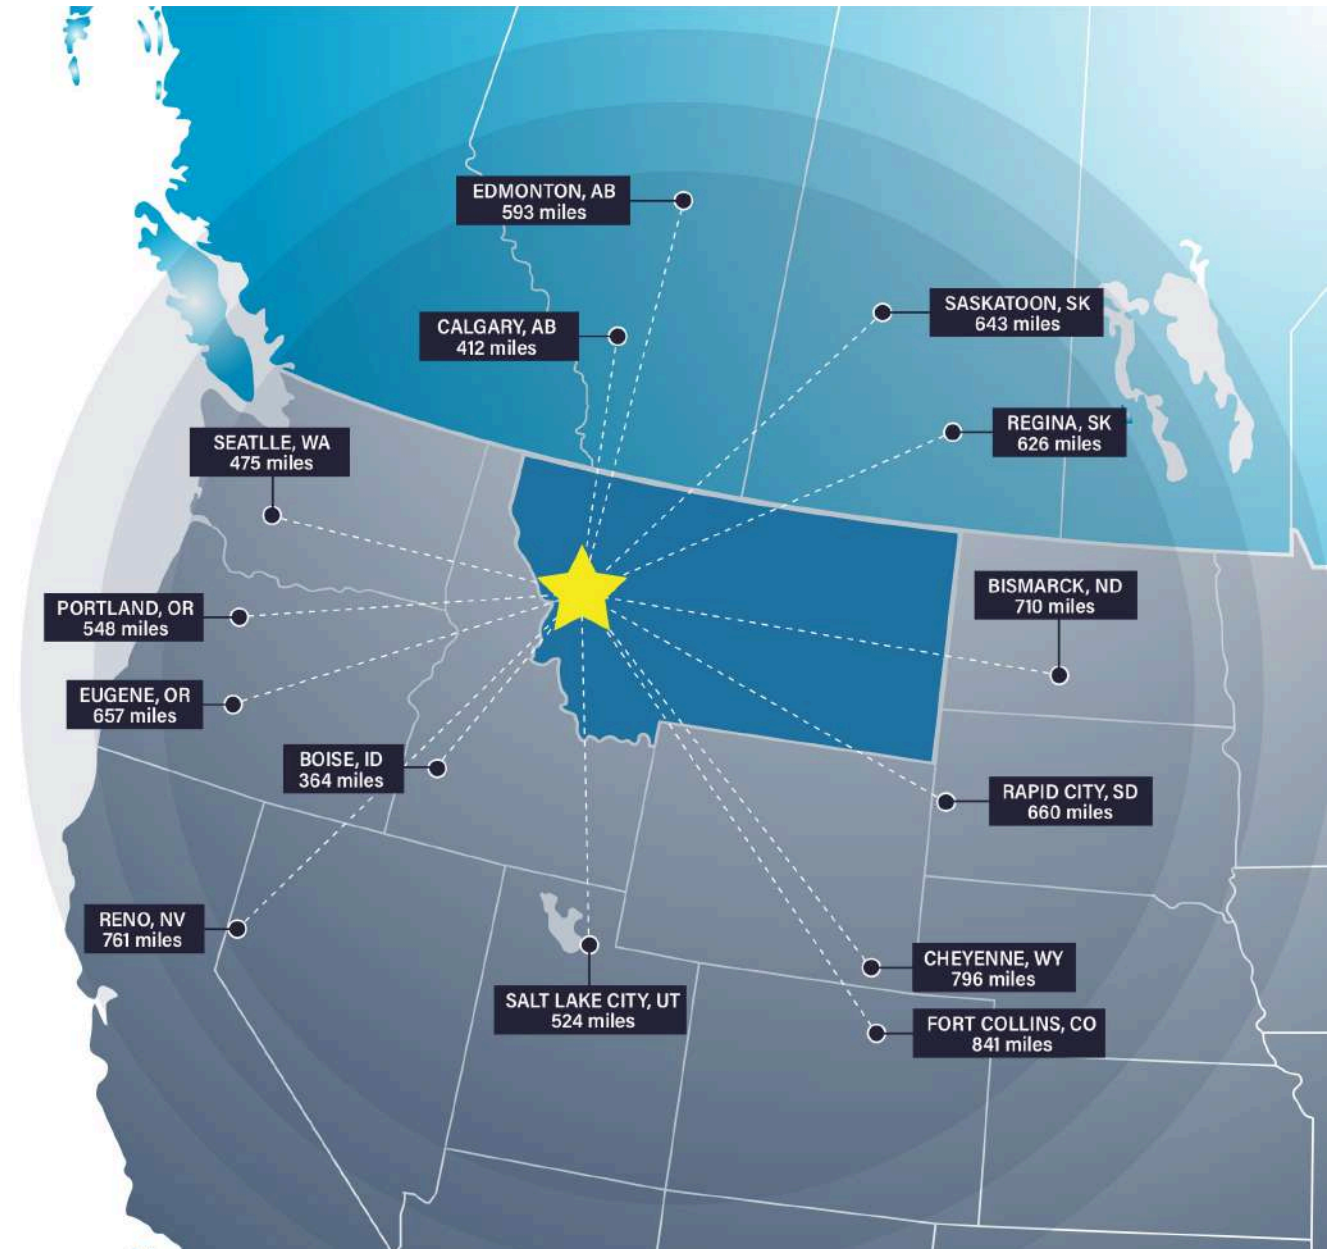 EDMONTON, AB
593 miles
SASKATOON, SK
643 miles
CALGARY, AB
412 miles
REGINA, SK
626 miles
SEATLLE, WA
475 miles
BISMARCK, ND
710 miles
PORTLAND, OR
548 miles
EUGENE, OR
657 miles
BOISE, ID
364 miles
RAPID CITY, SD
660 miles
RENO, NV
761 miles
CHEYENNE, WY
796 miles
SALT LAKE CITY, UT
524 miles
FORT COLLINS, CO
841 miles